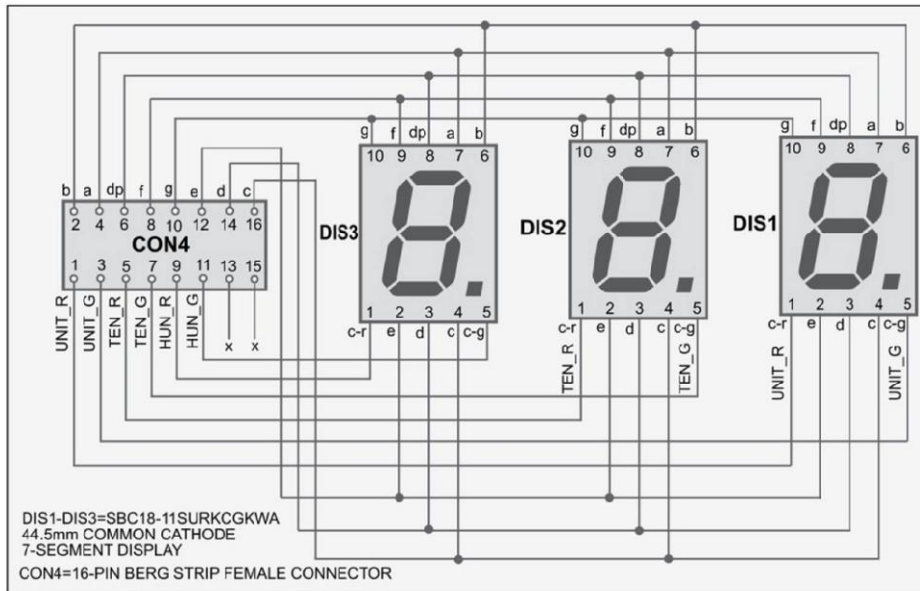 g f dp a b
g f dp a b
g f dp a b
10 9 8 7 6
10 9 8 7 6
10 9 8 7 6
b a dp f g e d c
2 4 6 8 10 12 14 16
CON4
1 3 5 7 9 11 13 15
UNIT_R
UNIT_G
TEN_R
TEN_G
HUN_R
HUN_G
x x
DIS3
1 2 3 4 5
c-r e d c c-g
DIS2
1 2 3 4 5
c-r e d c c-g
TEN_R
TEN_G
DIS1
1 2 3 4 5
c-r e d c c-g
UNIT_R
UNIT_G
DIS1-DIS3=SBC18-11SURKCGKWA
44.5mm COMMON CATHODE
7-SEGMENT DISPLAY
CON4=16-PIN BERG STRIP FEMALE CONNECTOR